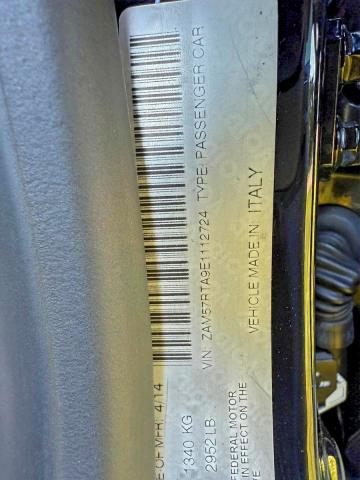 E OF MFR. 4/14
1340 KG
2952 LB
FEDERAL MOTOR
IN EFFECT ON THE
VIN: ZAM57RTA9E1112724 TYPE: PASSENGER CAR
VEHICLE MADE IN: ITALY